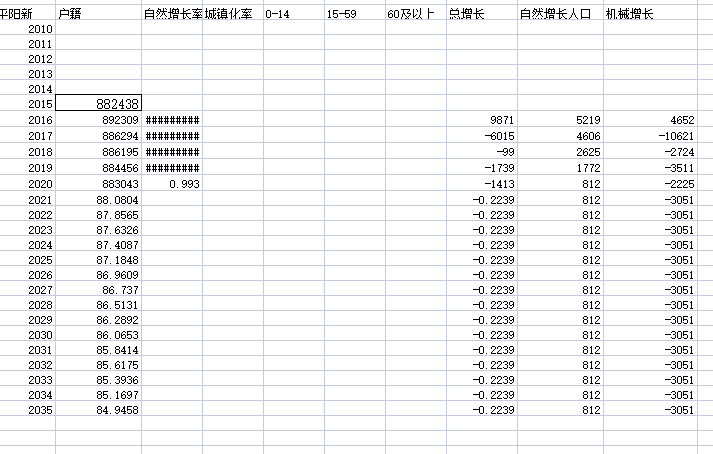 平阳新 户籍 自然增长率 城镇化率 0-14 15-59 60及以上 总增长 自然增长人口 机械增长
2010
2011
2012
2013
2014
2015 882438
2016 892309 ######### 9871 5219 4652
2017 886294 ######### -6015 4606 -10621
2018 886195 ######### -99 2625 -2724
2019 884456 ######### -1739 1772 -3511
2020 883043 0.993 -1413 812 -2225
2021 88.0804 -0.2239 812 -3051
2022 87.8565 -0.2239 812 -3051
2023 87.6326 -0.2239 812 -3051
2024 87.4087 -0.2239 812 -3051
2025 87.1848 -0.2239 812 -3051
2026 86.9609 -0.2239 812 -3051
2027 86.737 -0.2239 812 -3051
2028 86.5131 -0.2239 812 -3051
2029 86.2892 -0.2239 812 -3051
2030 86.0653 -0.2239 812 -3051
2031 85.8414 -0.2239 812 -3051
2032 85.6175 -0.2239 812 -3051
2033 85.3936 -0.2239 812 -3051
2034 85.1697 -0.2239 812 -3051
2035 84.9458 -0.2239 812 -3051